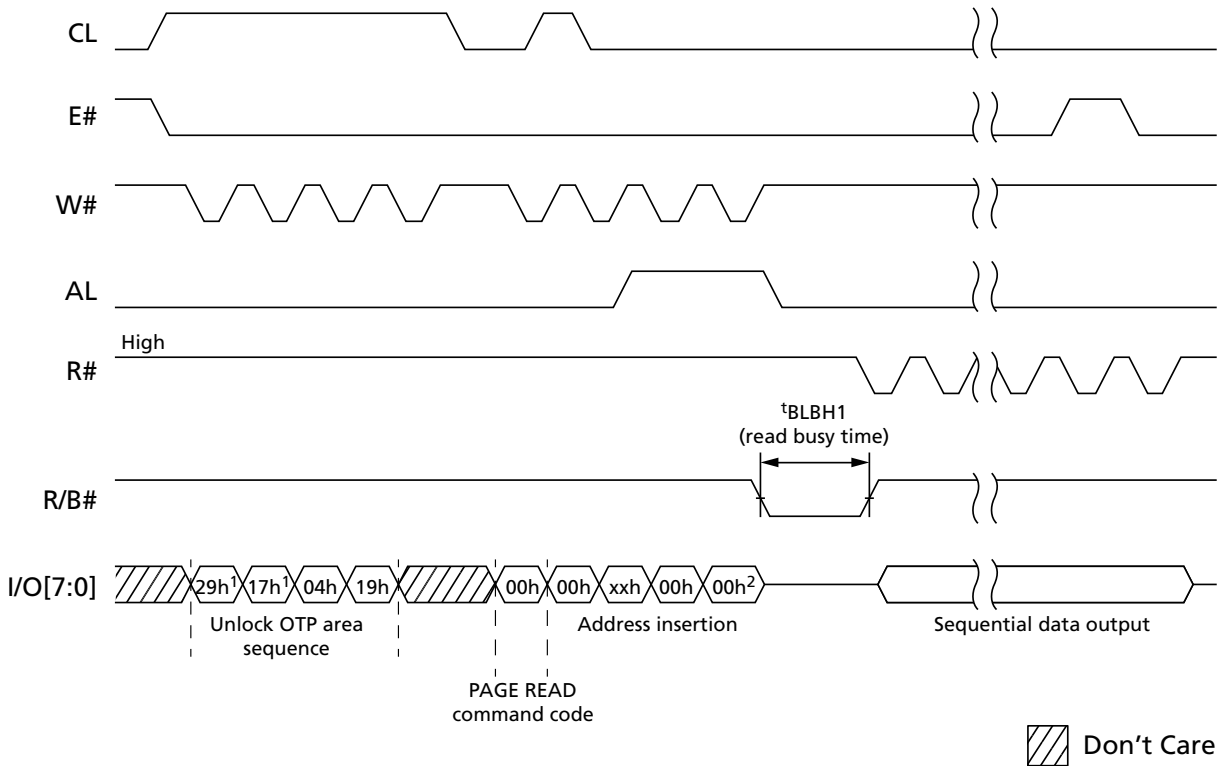 CL
E#
W#
AL
High
R#
tBLBH1
(read busy time)
R/B#
I/O[7:0]
29h1 17h1 04h 19h 00h 00h xxh 00h 00h2
Unlock OTP area
sequence
Address insertion
Sequential data output
PAGE READ
command code
Don't Care